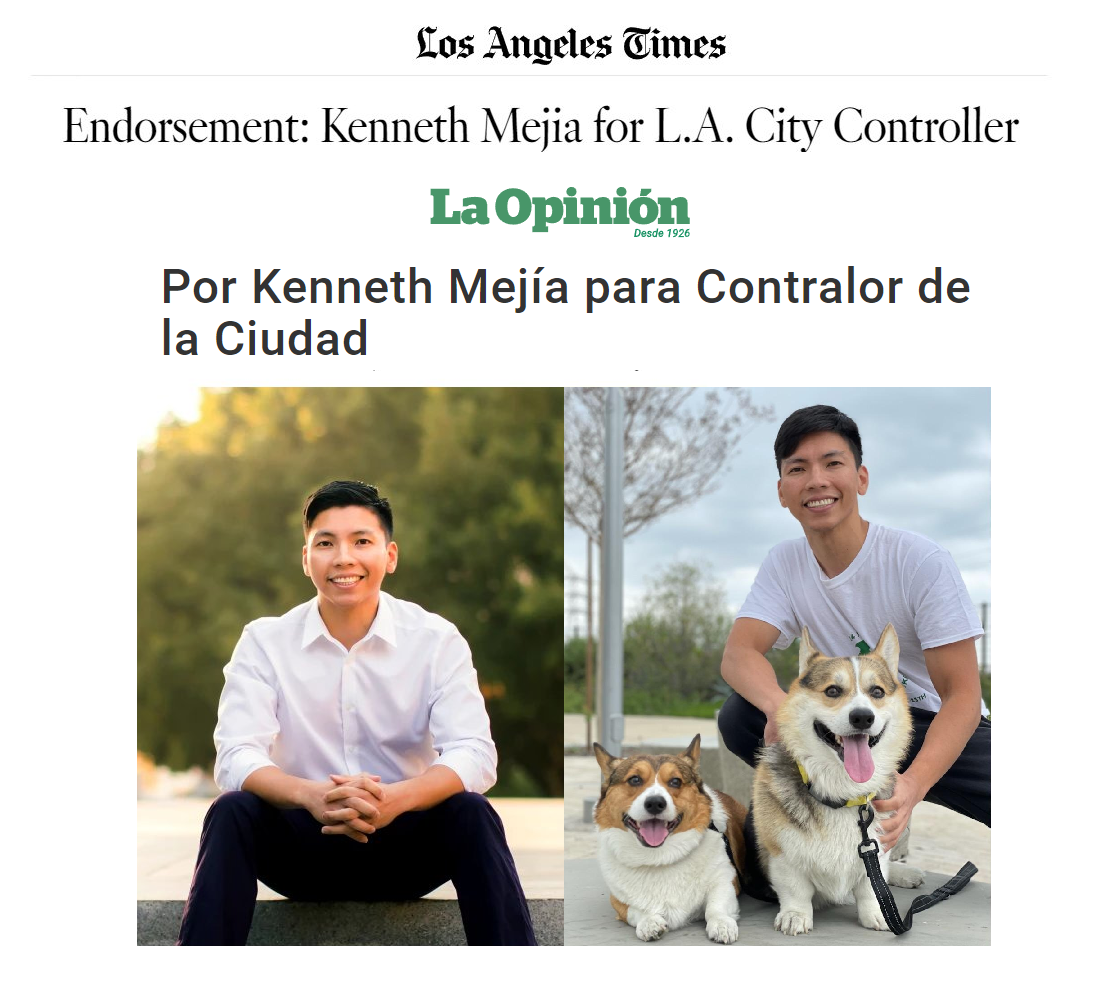 Los Angeles Times
Endorsement: Kenneth Mejia for L.A. City Controller
La Opinión
Desde 1926
Por Kenneth Mejía para Contralor de
la Ciudad